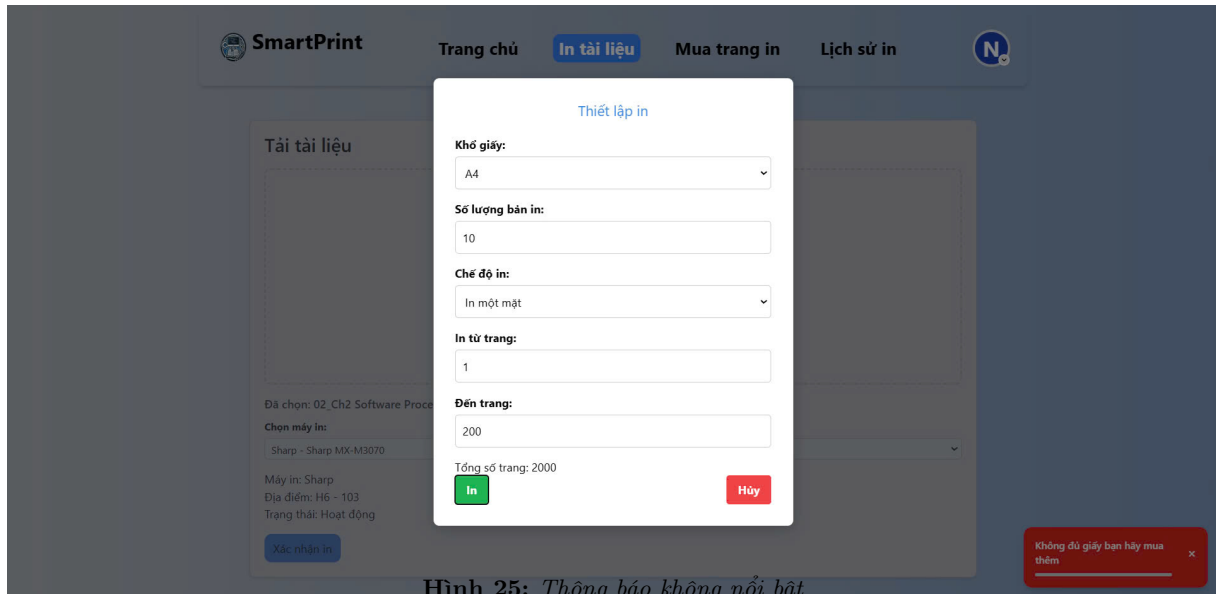 SmartPrint
Trang chủ
In tài liệu
Mua trang in
Lịch sử in
N
Thiết lập in
Tải tài liệu
Khổ giấy:
A4
Số lượng bản in:
10
Chế độ in:
In một mặt
In từ trang:
1
Đến trang:
200
Tổng số trang: 2000
In
Hủy
Đã chọn: 02_Ch2 Software Proce
Chọn máy in:
Sharp - Sharp MX-M3070
Máy in: Sharp
Địa điểm: H6 - 103
Trạng thái: Hoạt động
Xác nhận in
Không đủ giấy bạn hãy mua
thêm
Hình 25: Thông báo không nổi bật